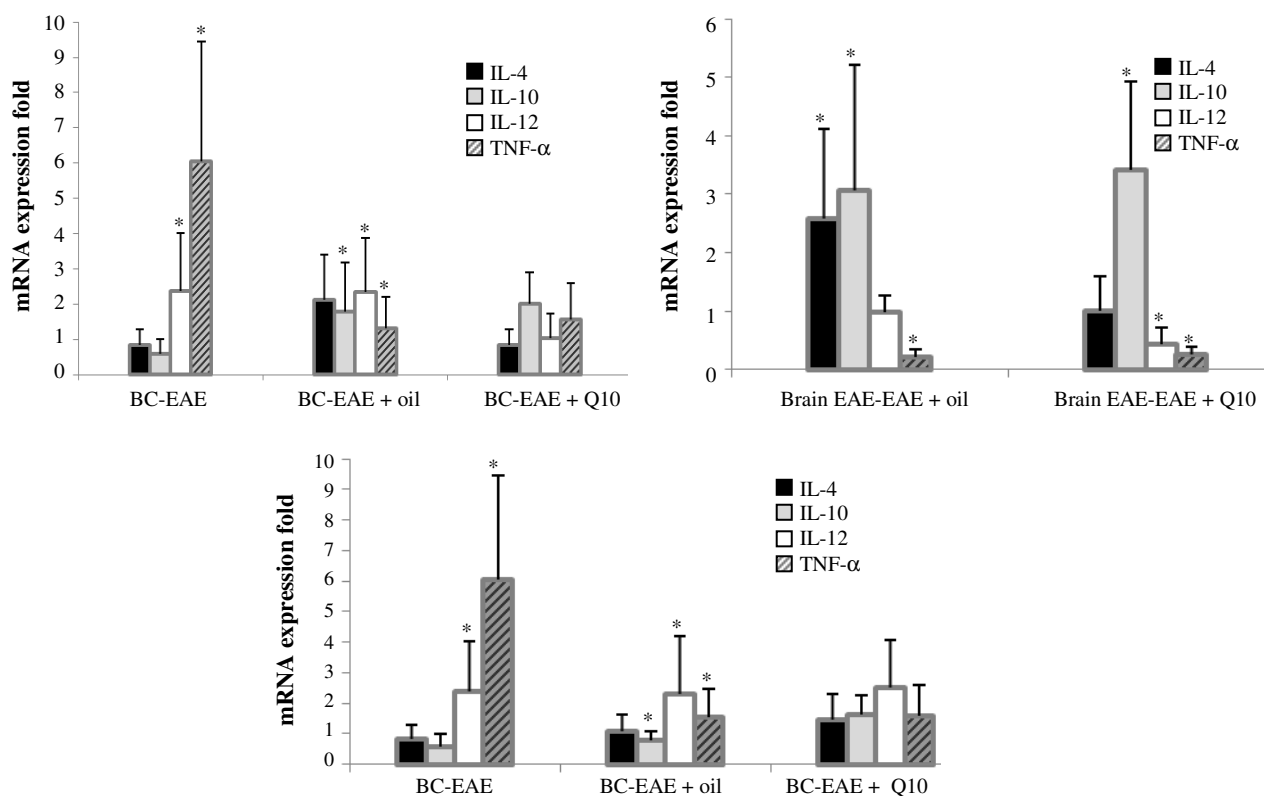 mRNA expression fold
10
9
8
7
6
5
4
3
2
1
0
* * * * *
IL-4
IL-10
IL-12
TNF-α
BC-EAE BC-EAE + oil BC-EAE + Q10
mRNA expression fold
6
5
4
3
2
1
0
* * * * * *
IL-4
IL-10
IL-12
TNF-α
Brain EAE-EAE + oil Brain EAE-EAE + Q10
mRNA expression fold
10
9
8
7
6
5
4
3
2
1
0
* * * * *
IL-4
IL-10
IL-12
TNF-α
BC-EAE BC-EAE + oil BC-EAE + Q10